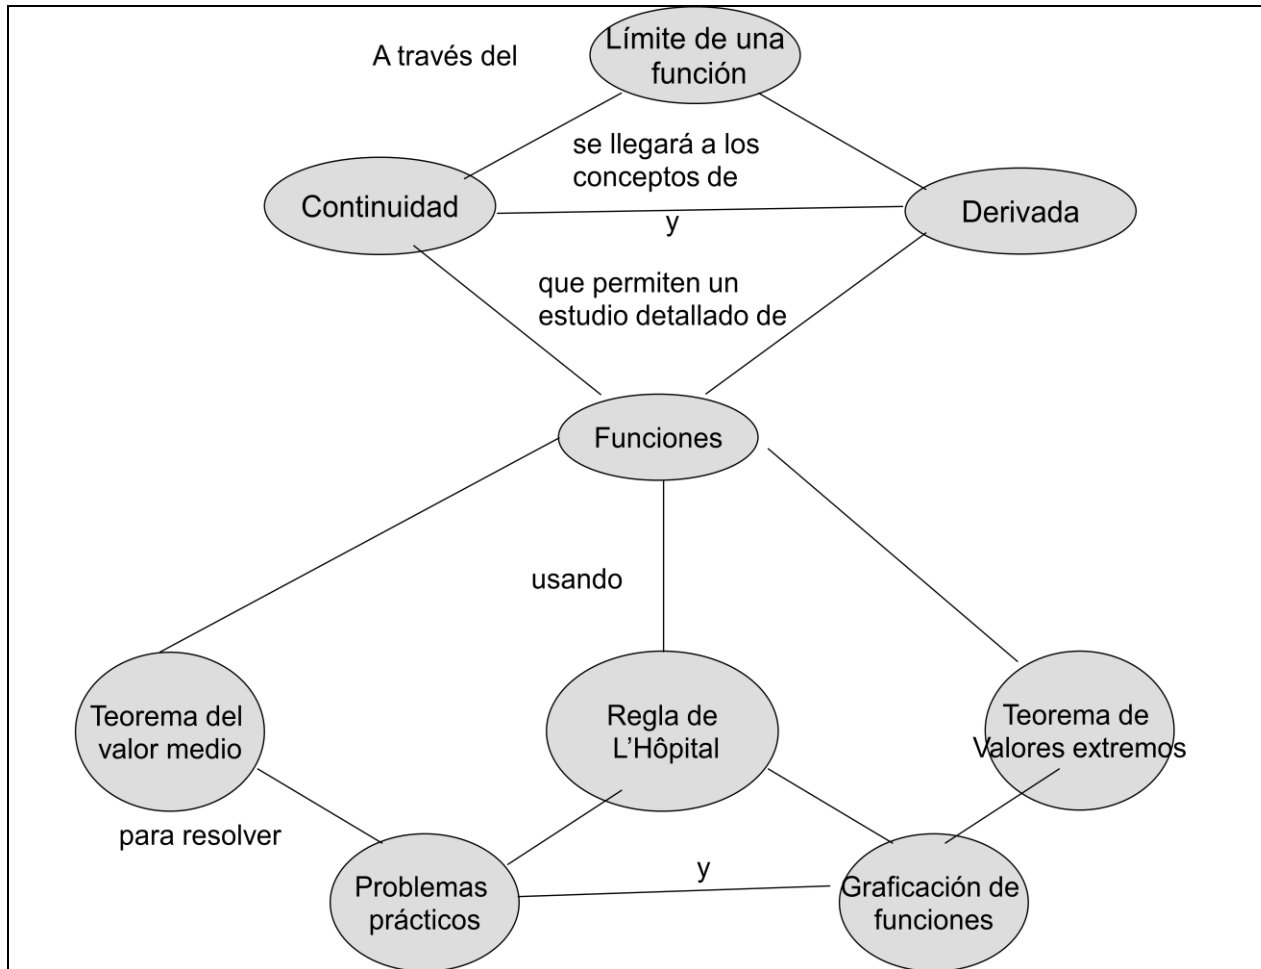 A través del
Límite de una
función
se llegará a los
conceptos de
Continuidad
y
Derivada
que permiten un
estudio detallado de
Funciones
usando
Teorema del
valor medio
Regla de
L’Hôpital
Teorema de
Valores extremos
para resolver
Problemas
prácticos
y
Graficación de
funciones